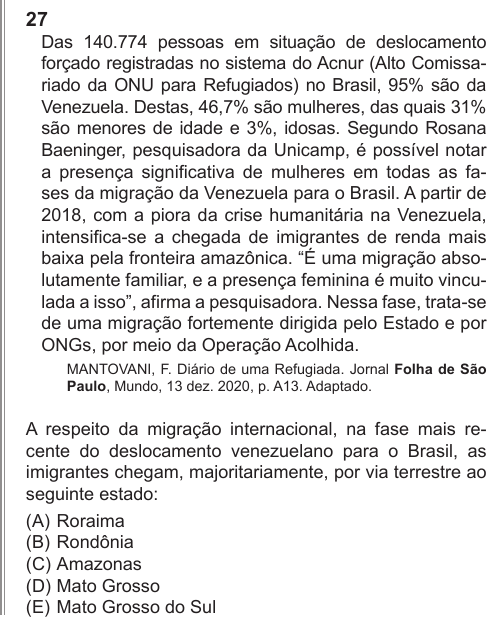 27
Das 140.774 pessoas em situação de deslocamento
forçado registradas no sistema do Acnur (Alto Comissa-
riado da ONU para Refugiados) no Brasil, 95% são da
Venezuela. Destas, 46,7% são mulheres, das quais 31%
são menores de idade e 3%, idosas. Segundo Rosana
Baeninger, pesquisadora da Unicamp, é possível notar
a presença significativa de mulheres em todas as fa-
ses da migração da Venezuela para o Brasil. A partir de
2018, com a piora da crise humanitária na Venezuela,
intensifica-se a chegada de imigrantes de renda mais
baixa pela fronteira amazônica. “É uma migração abso-
lutamente familiar, e a presença feminina é muito vincu-
lada a isso”, afirma a pesquisadora. Nessa fase, trata-se
de uma migração fortemente dirigida pelo Estado e por
ONGs, por meio da Operação Acolhida.
MANTOVANI, F. Diário de uma Refugiada. Jornal Folha de São
Paulo, Mundo, 13 dez. 2020, p. A13. Adaptado.
A respeito da migração internacional, na fase mais re-
cente do deslocamento venezuelano para o Brasil, as
imigrantes chegam, majoritariamente, por via terrestre ao
seguinte estado:
(A) Roraima
(B) Rondônia
(C) Amazonas
(D) Mato Grosso
(E) Mato Grosso do Sul